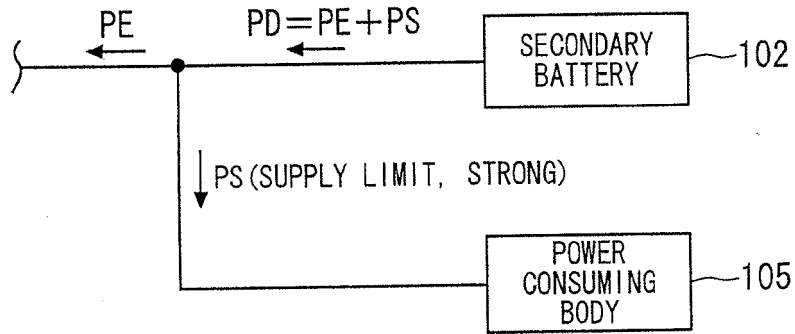 PE
PD=PE+PS
SECONDARY
BATTERY
102
PS(SUPPLY LIMIT, STRONG)
POWER
CONSUMING
BODY
105